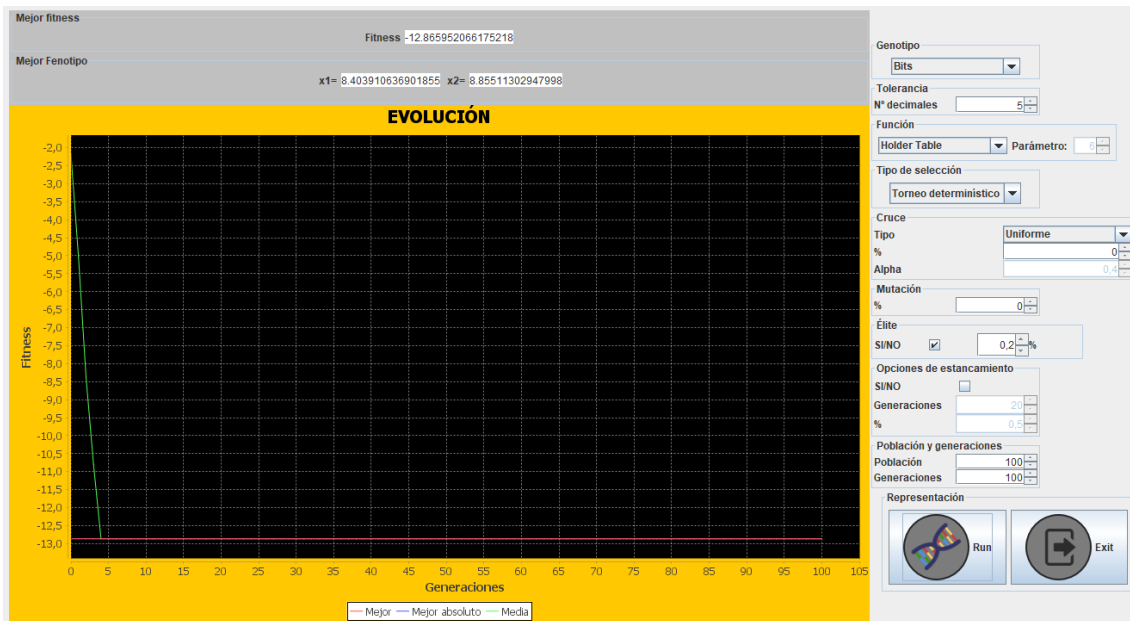 Mejor fitness
Fitness -12.865952066175218
Mejor Fenotipo
x1= 8.403910636901855 x2= 8.85511302947998
EVOLUCIÓN
-2,0
-2,5
-3,0
-3,5
-4,0
-4,5
-5,0
-5,5
-6,0
-6,5
-7,0
-7,5
-8,0
-8,5
-9,0
-9,5
-10,0
-10,5
-11,0
-11,5
-12,0
-12,5
-13,0
Fitness
0 5 10 15 20 25 30 35 40 45 50 55 60 65 70 75 80 85 90 95 100 105
Generaciones
Mejor Mejor absoluto Media
Genotipo
Bits
Tolerancia
Nº decimales 5
Función
Holder Table Parámetro: 6
Tipo de selección
Torneo determinístico
Cruce
Tipo Uniforme
% 0
Alpha 0,4
Mutación
% 0
Élite
SI/NO 0,2 %
Opciones de estancamiento
SI/NO
Generaciones 20
% 0,5
Población y generaciones
Población 100
Generaciones 100
Representación
Run Exit